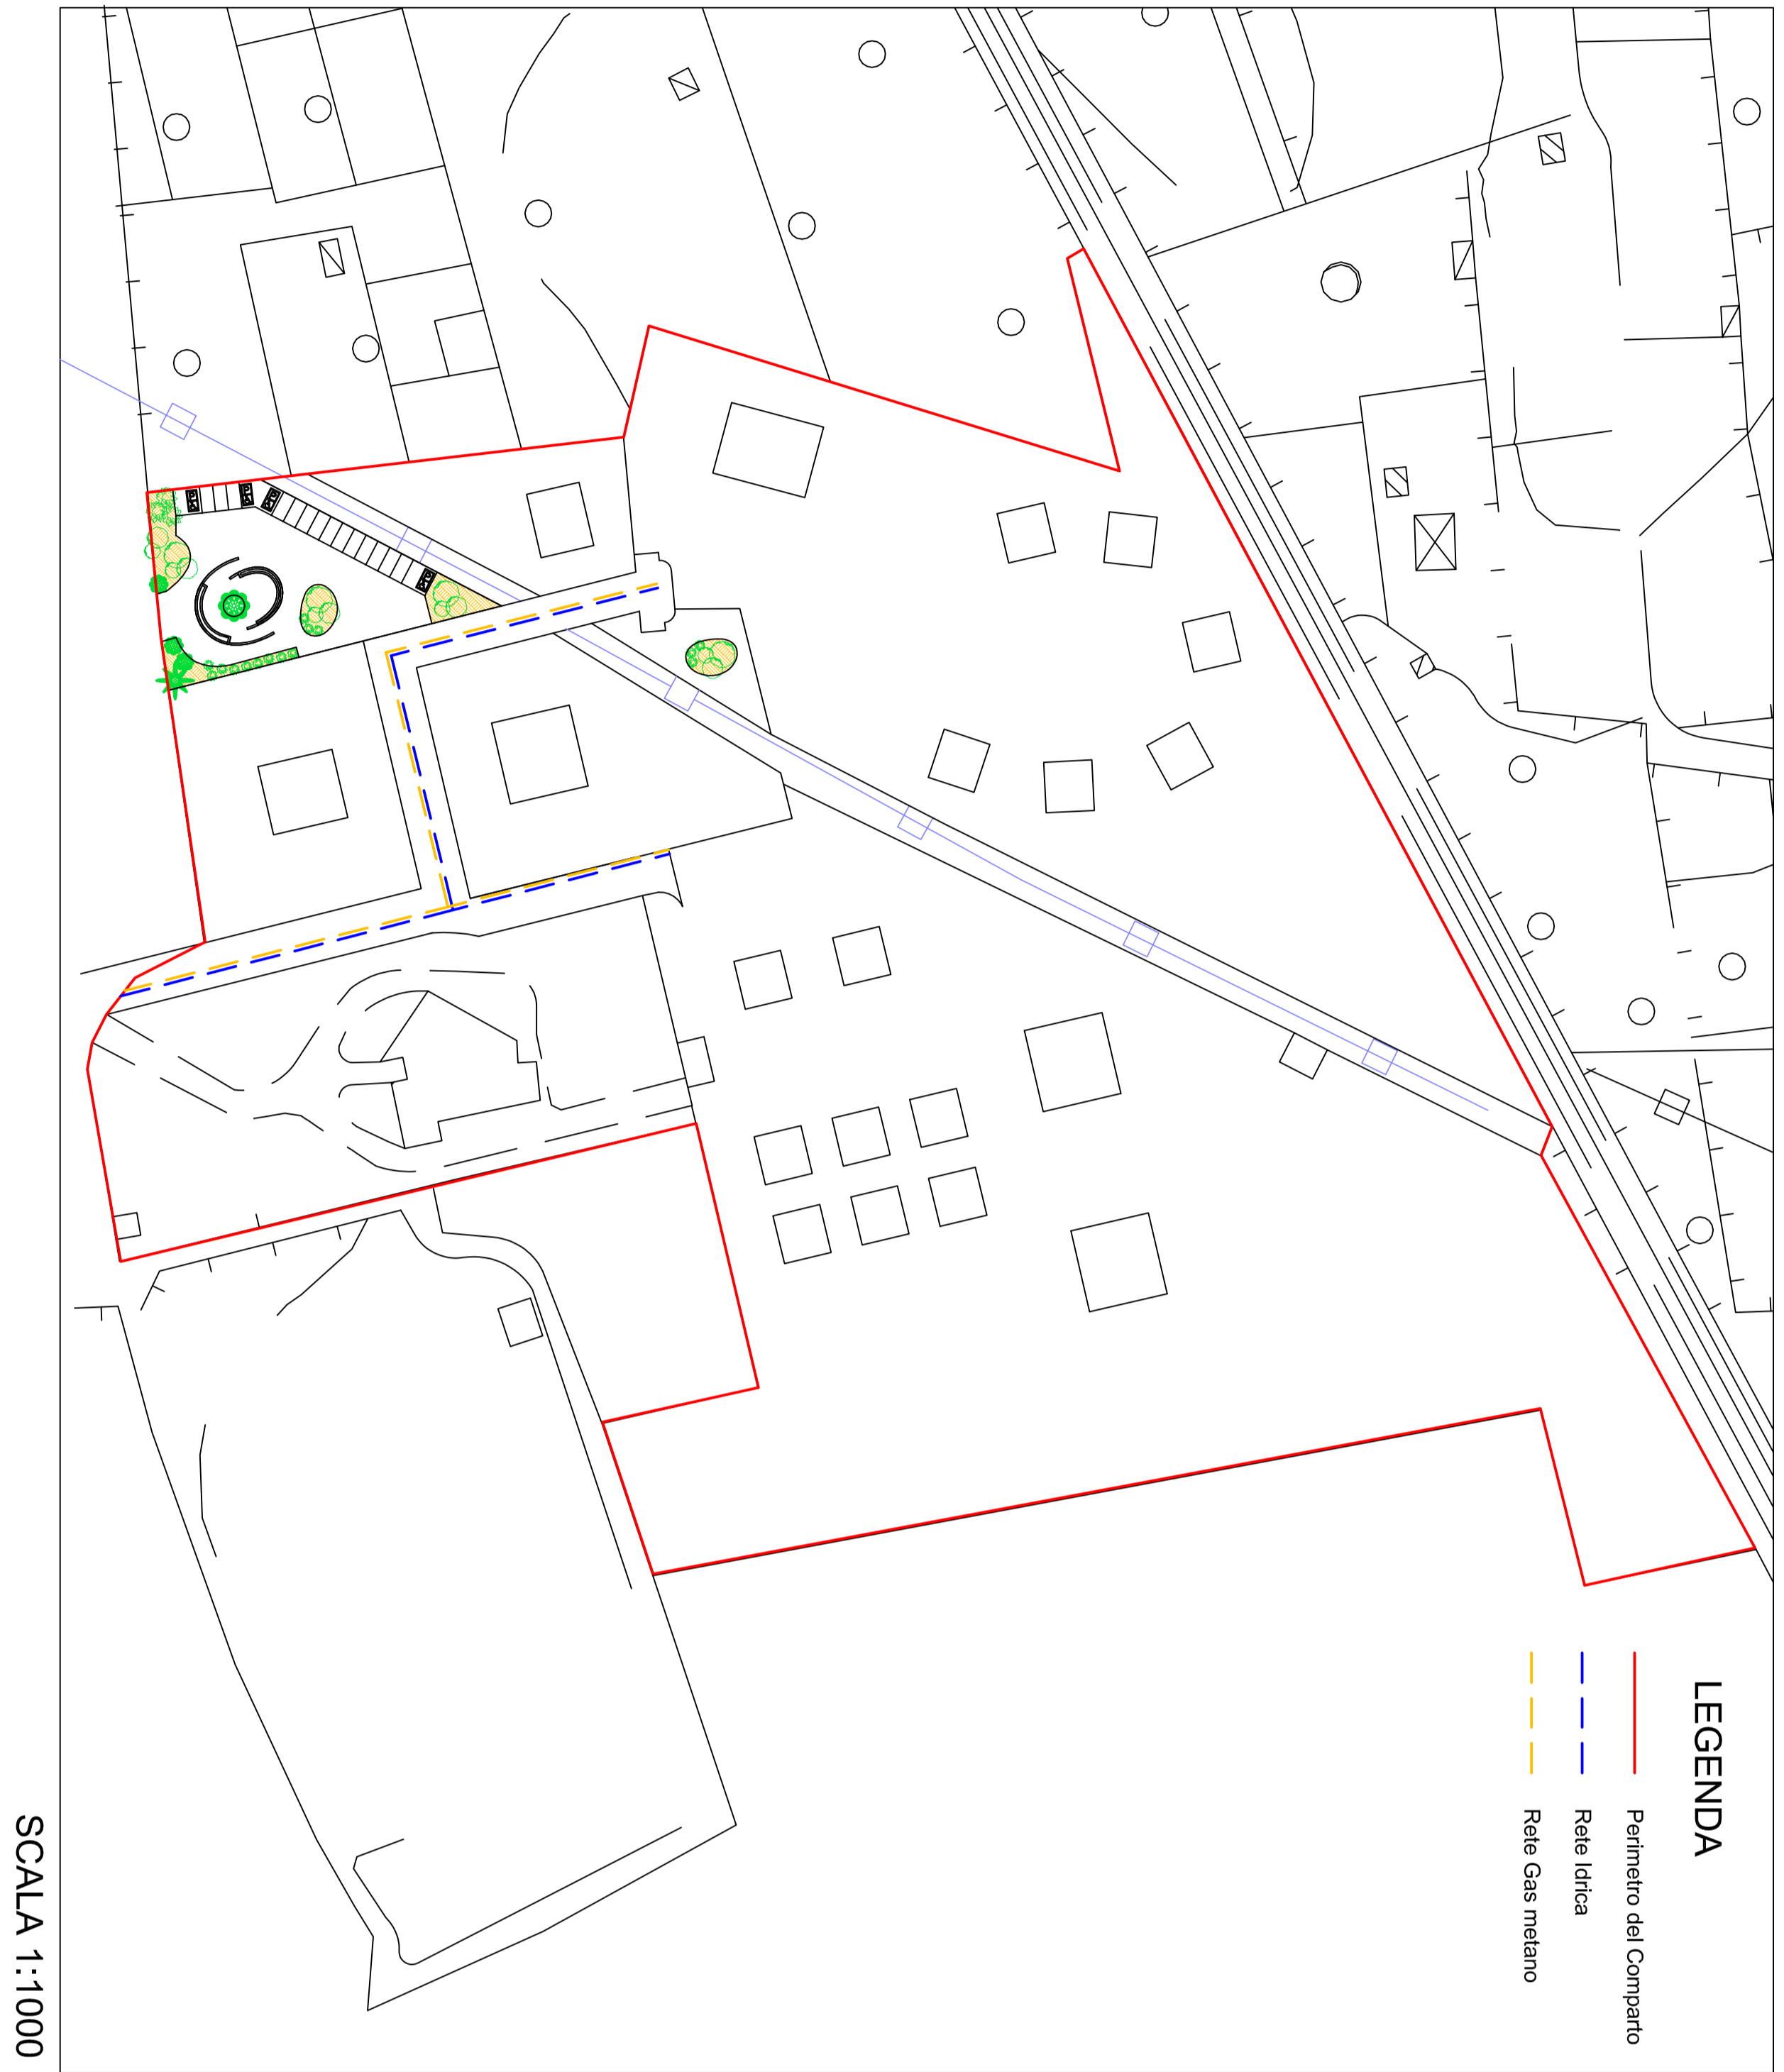 LEGENDA
Perimetro del Comparto
Rete Idrica
Rete Gas metano
SCALA 1:1000